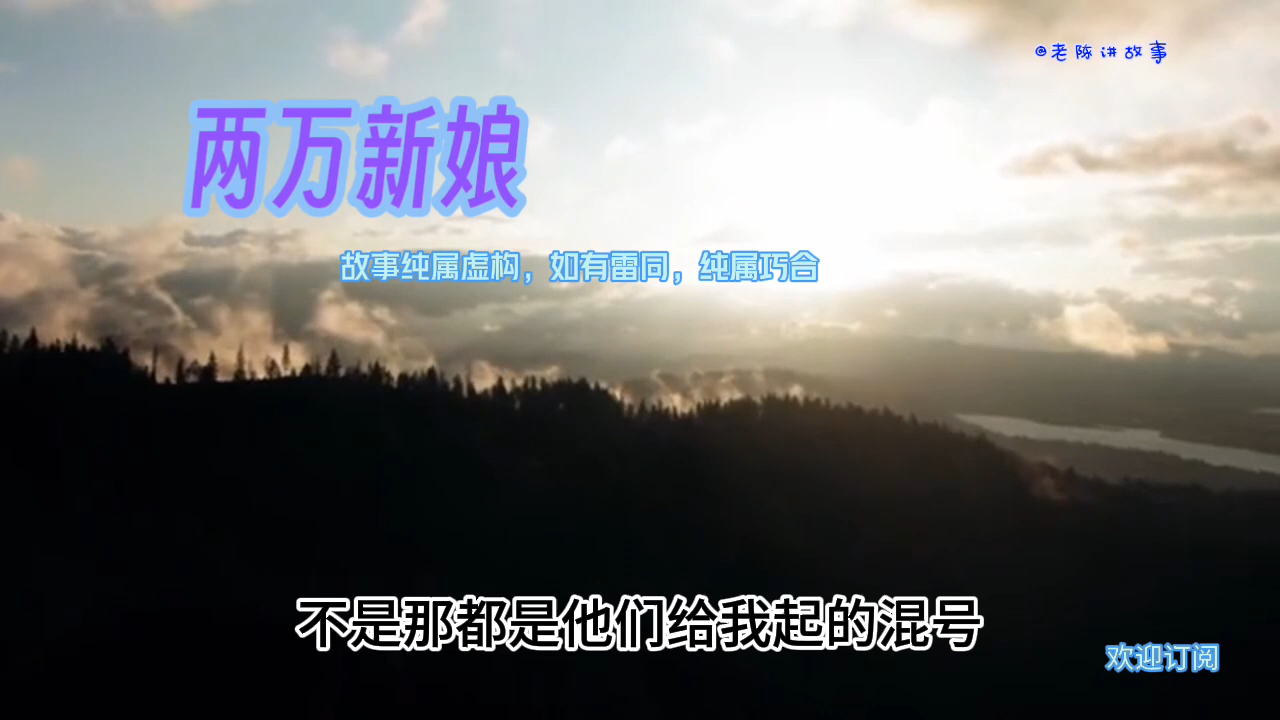 @老陈讲故事
两万新娘
故事纯属虚构，如有雷同，纯属巧合
不是那都是他们给我起的混号
欢迎订阅